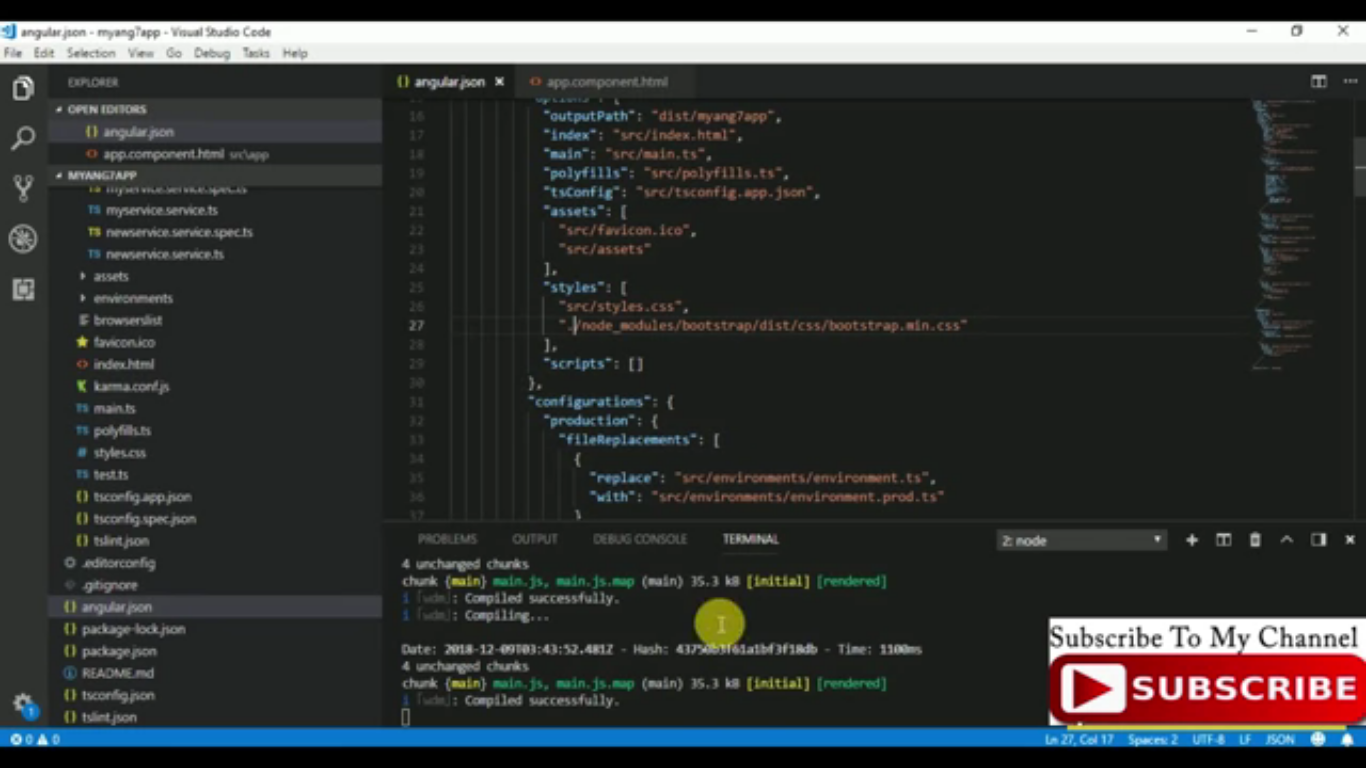 angular.json - myang7app - Visual Studio Code
File Edit Selection View Go Debug Tasks Help
EXPLORER
OPEN EDITORS
{} angular.json
<> app.component.html src\app
MYANG7APP
TS myservice.service.spec.ts
TS myservice.service.ts
TS newservice.service.spec.ts
TS newservice.service.ts
assets
environments
browserslist
favicon.ico
<> index.html
karma.conf.js
TS main.ts
TS polyfills.ts
# styles.css
TS test.ts
{} tsconfig.app.json
{} tsconfig.spec.json
{} tslint.json
.editorconfig
.gitignore
{} angular.json
{} package-lock.json
{} package.json
README.md
{} tsconfig.json
{} tslint.json
{} angular.json × <> app.component.html
"options": {
16 "outputPath": "dist/myang7app",
17 "index": "src/index.html",
18 "main": "src/main.ts",
19 "polyfills": "src/polyfills.ts",
20 "tsConfig": "src/tsconfig.app.json",
21 "assets": [
22 "src/favicon.ico",
23 "src/assets"
24 ],
25 "styles": [
26 "src/styles.css",
27 "./node_modules/bootstrap/dist/css/bootstrap.min.css"
28 ],
29 "scripts": []
30 },
31 "configurations": {
32 "production": {
33 "fileReplacements": [
34 {
35 "replace": "src/environments/environment.ts",
36 "with": "src/environments/environment.prod.ts"
37 }
PROBLEMS OUTPUT DEBUG CONSOLE TERMINAL 2: node
4 unchanged chunks
chunk {main} main.js, main.js.map (main) 35.3 kB [initial] [rendered]
i ｢wdm｣: Compiled successfully.
i ｢wdm｣: Compiling...
Date: 2018-12-09T03:43:52.481Z - Hash: - Time: 1100ms
4 unchanged chunks
chunk {main} main.js, main.js.map (main) 35.3 kB [initial] [rendered]
i ｢wdm｣: Compiled successfully.
Subscribe To My Channel
SUBSCRIBE
1
0 0 Ln 27, Col 17 Spaces: 2 UTF-8 LF JSON